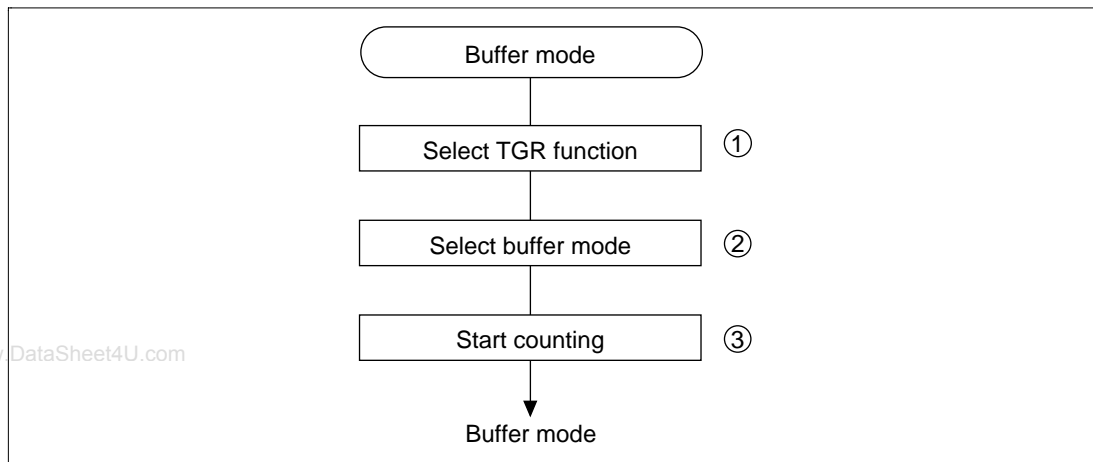 Buffer mode
Select TGR function ①
Select buffer mode ②
Start counting ③
.DataSheet4U.com
Buffer mode